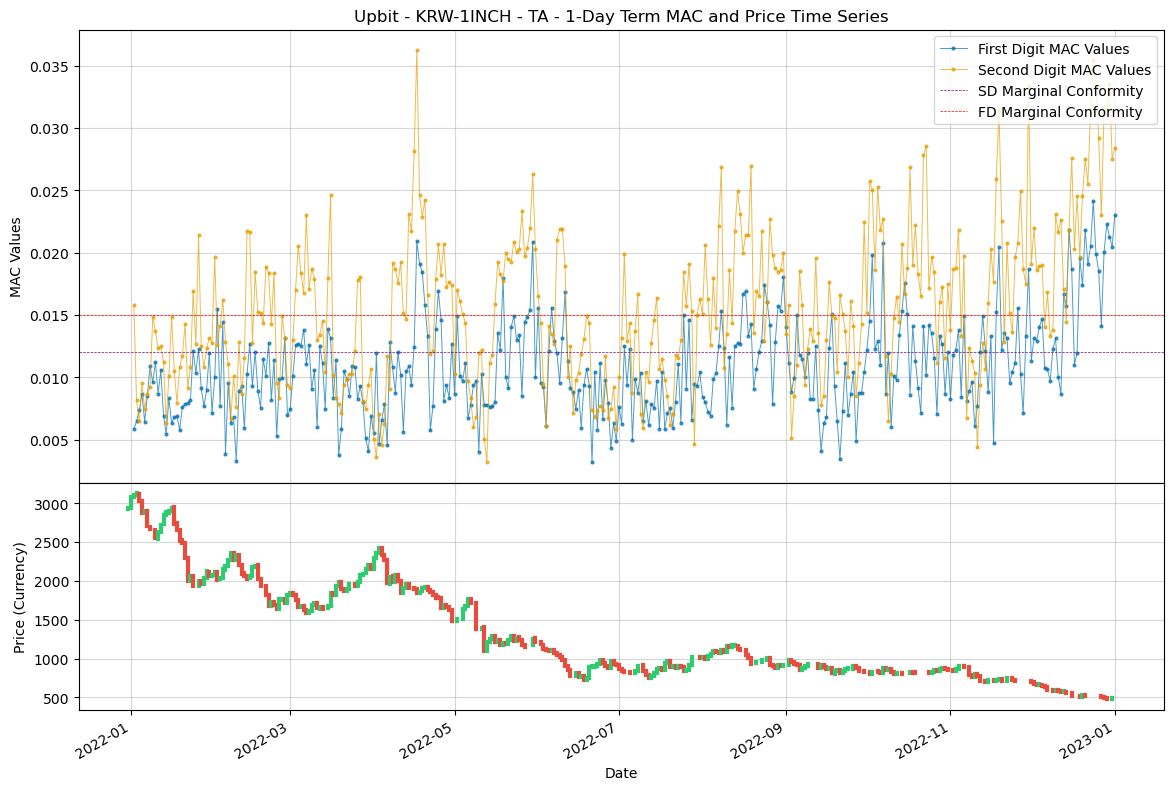 Upbit - KRW-1INCH - TA - 1-Day Term MAC and Price Time Series
First Digit MAC Values
Second Digit MAC Values
SD Marginal Conformity
FD Marginal Conformity
MAC Values
0.035
0.030
0.025
0.020
0.015
0.010
0.005
Price (Currency)
3000
2500
2000
1500
1000
500
2022-01
2022-03
2022-05
2022-07
2022-09
2022-11
2023-01
Date